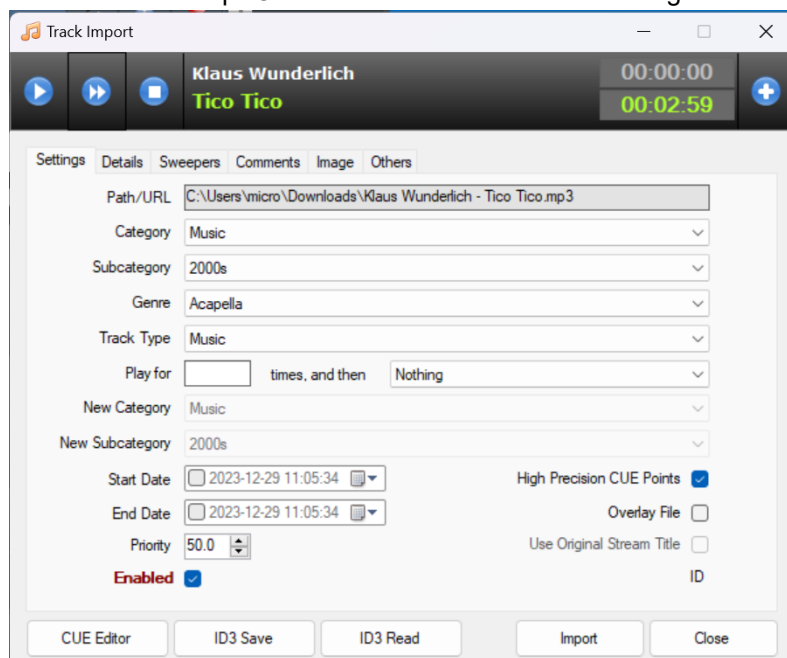 Track Import
Klaus Wunderlich
00:00:00
Tico Tico
00:02:59
Settings Details Sweepers Comments Image Others
Path/URL C:\Users\micro\Downloads\Klaus Wunderlich - Tico Tico.mp3
Category Music
Subcategory 2000s
Genre Acapella
Track Type Music
Play for times, and then Nothing
New Category Music
New Subcategory 2000s
Start Date 2023-12-29 11:05:34 High Precision CUE Points
End Date 2023-12-29 11:05:34 Overlay File
Priority 50.0 Use Original Stream Title
Enabled ID
CUE Editor ID3 Save ID3 Read Import Close